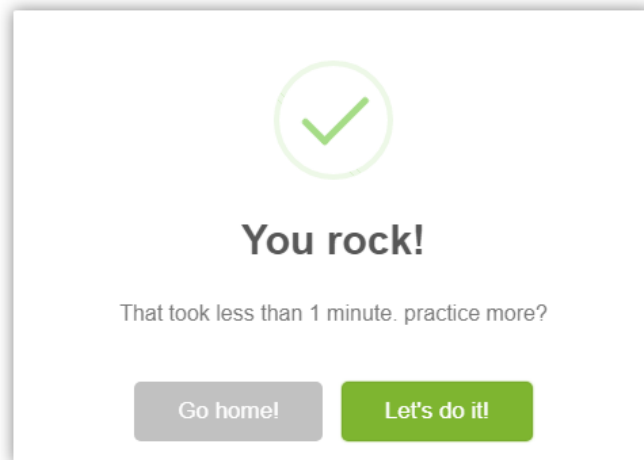 You rock!
That took less than 1 minute. practice more?
Go home!
Let's do it!